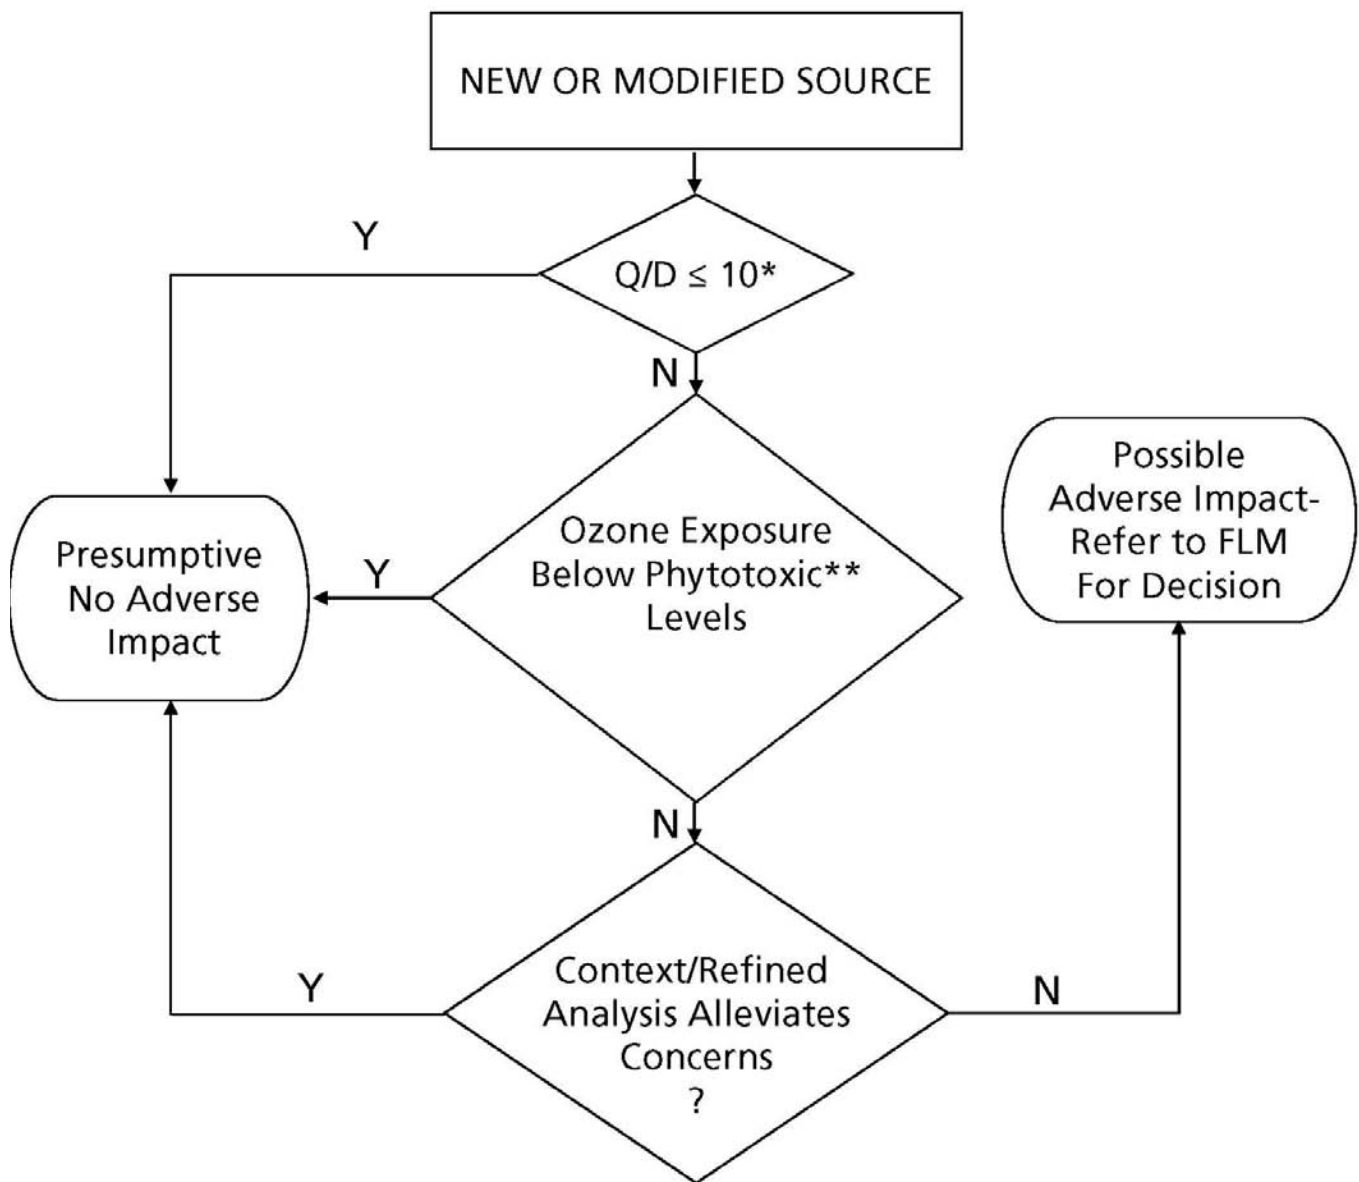 NEW OR MODIFIED SOURCE
Y
Q/D ≤ 10*
N
Possible
Adverse Impact-
Refer to FLM
For Decision
Ozone Exposure
Below Phytotoxic**
Levels
Y
Presumptive
No Adverse
Impact
N
Context/Refined
Analysis Alleviates
Concerns
?
Y
N